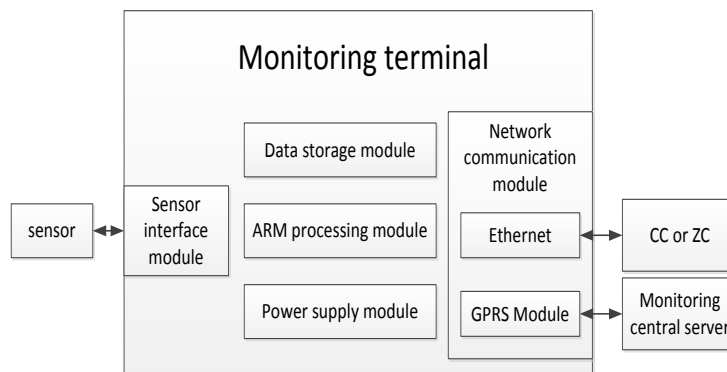 Monitoring terminal
Data storage module
Network
communication
module
sensor
Sensor
interface
module
ARM processing module
Ethernet
CC or ZC
Power supply module
GPRS Module
Monitoring
central server